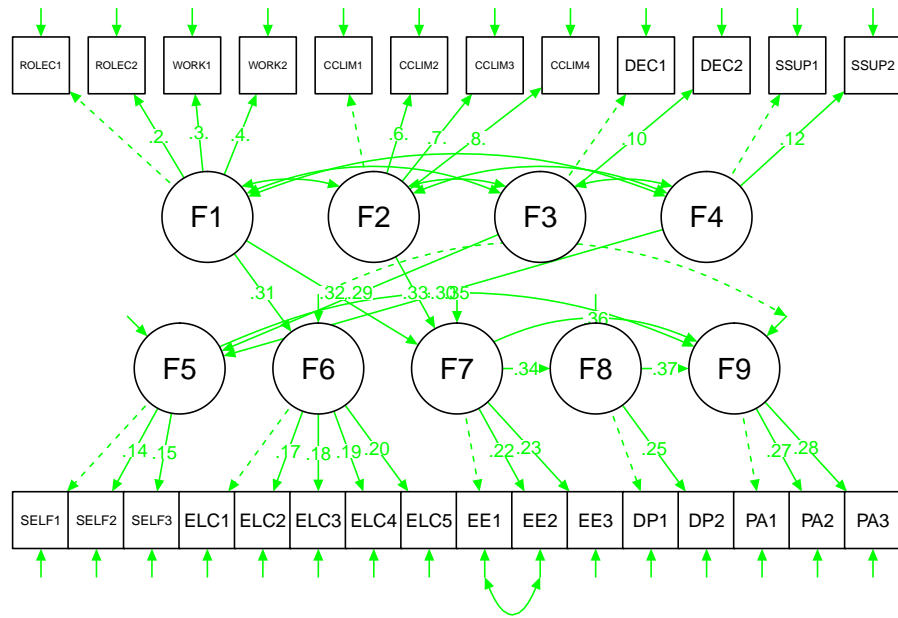 ROLEC1 ROLEC2 WORK1 WORK2 CCLIM1 CCLIM2 CCLIM3 CCLIM4 DEC1 DEC2 SSUP1 SSUP2
.2. .3. .4. .6. .7. .8. .10 .12
F1 F2 F3 F4
.31 .32 .29 .33 .30 .35
.36
F5 F6 F7 F8 F9
.34 .37
.14 .15 .17 .18 .19 .20 .22 .23 .25 .27 .28
SELF1 SELF2 SELF3 ELC1 ELC2 ELC3 ELC4 ELC5 EE1 EE2 EE3 DP1 DP2 PA1 PA2 PA3